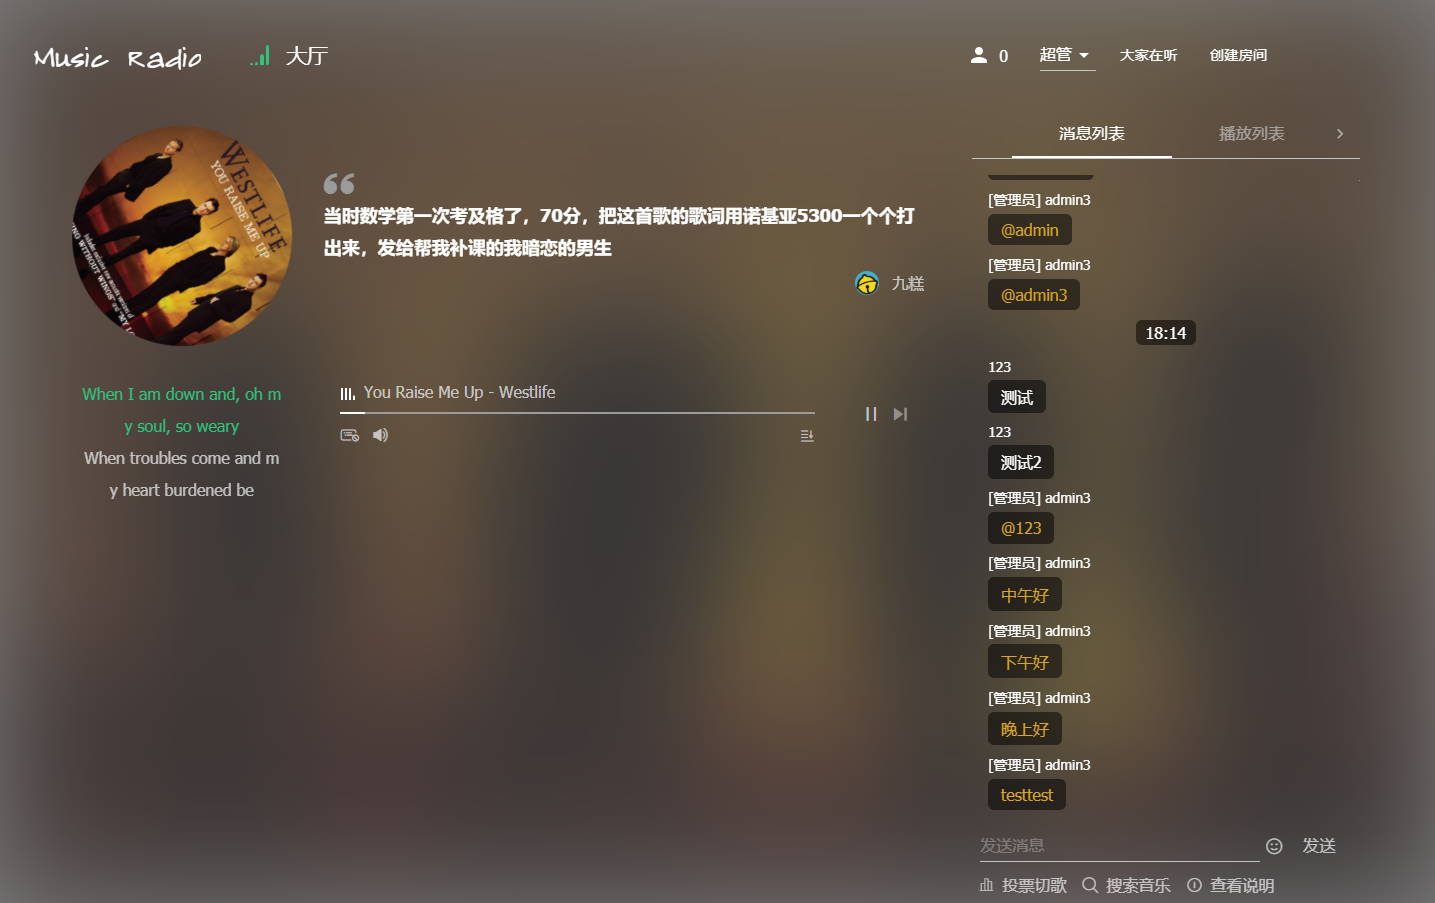 Music Radio
大厅
0
超管
大家在听
创建房间
WESTLIFE
YOU RAISE ME UP
当时数学第一次考及格了，70分，把这首歌的歌词用诺基亚5300一个个打
出来，发给帮我补课的我暗恋的男生
九糕
When I am down and, oh m
y soul, so weary
When troubles come and m
y heart burdened be
You Raise Me Up - Westlife
消息列表
播放列表
[管理员] admin3
@admin
[管理员] admin3
@admin3
18:14
123
测试
123
测试2
[管理员] admin3
@123
[管理员] admin3
中午好
[管理员] admin3
下午好
[管理员] admin3
晚上好
[管理员] admin3
testtest
发送消息
发送
投票切歌
搜索音乐
查看说明